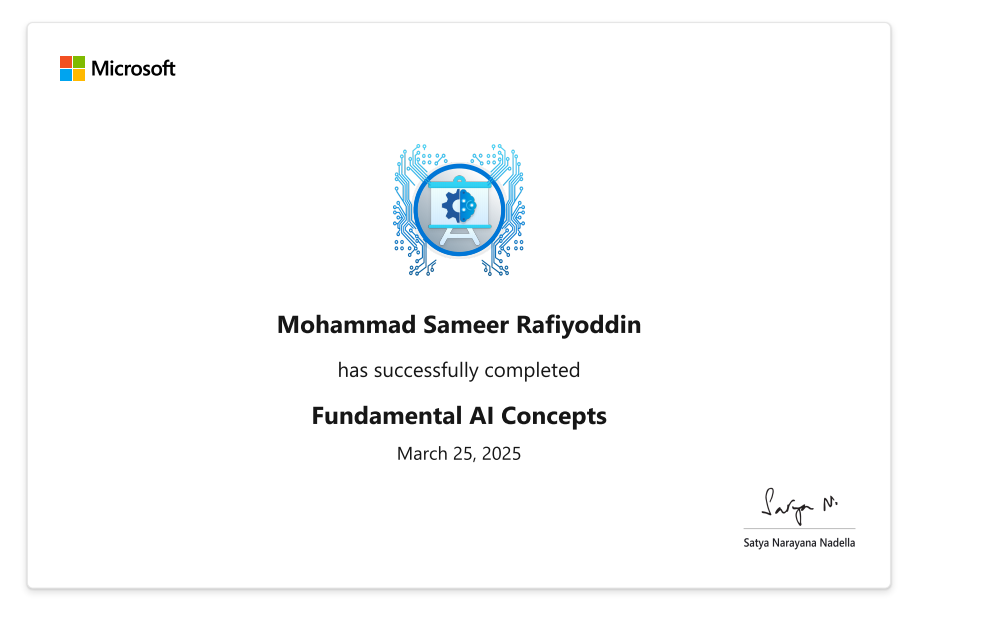 Microsoft
Mohammad Sameer Rafiyoddin
has successfully completed
Fundamental AI Concepts
March 25, 2025
Satya N.
Satya Narayana Nadella